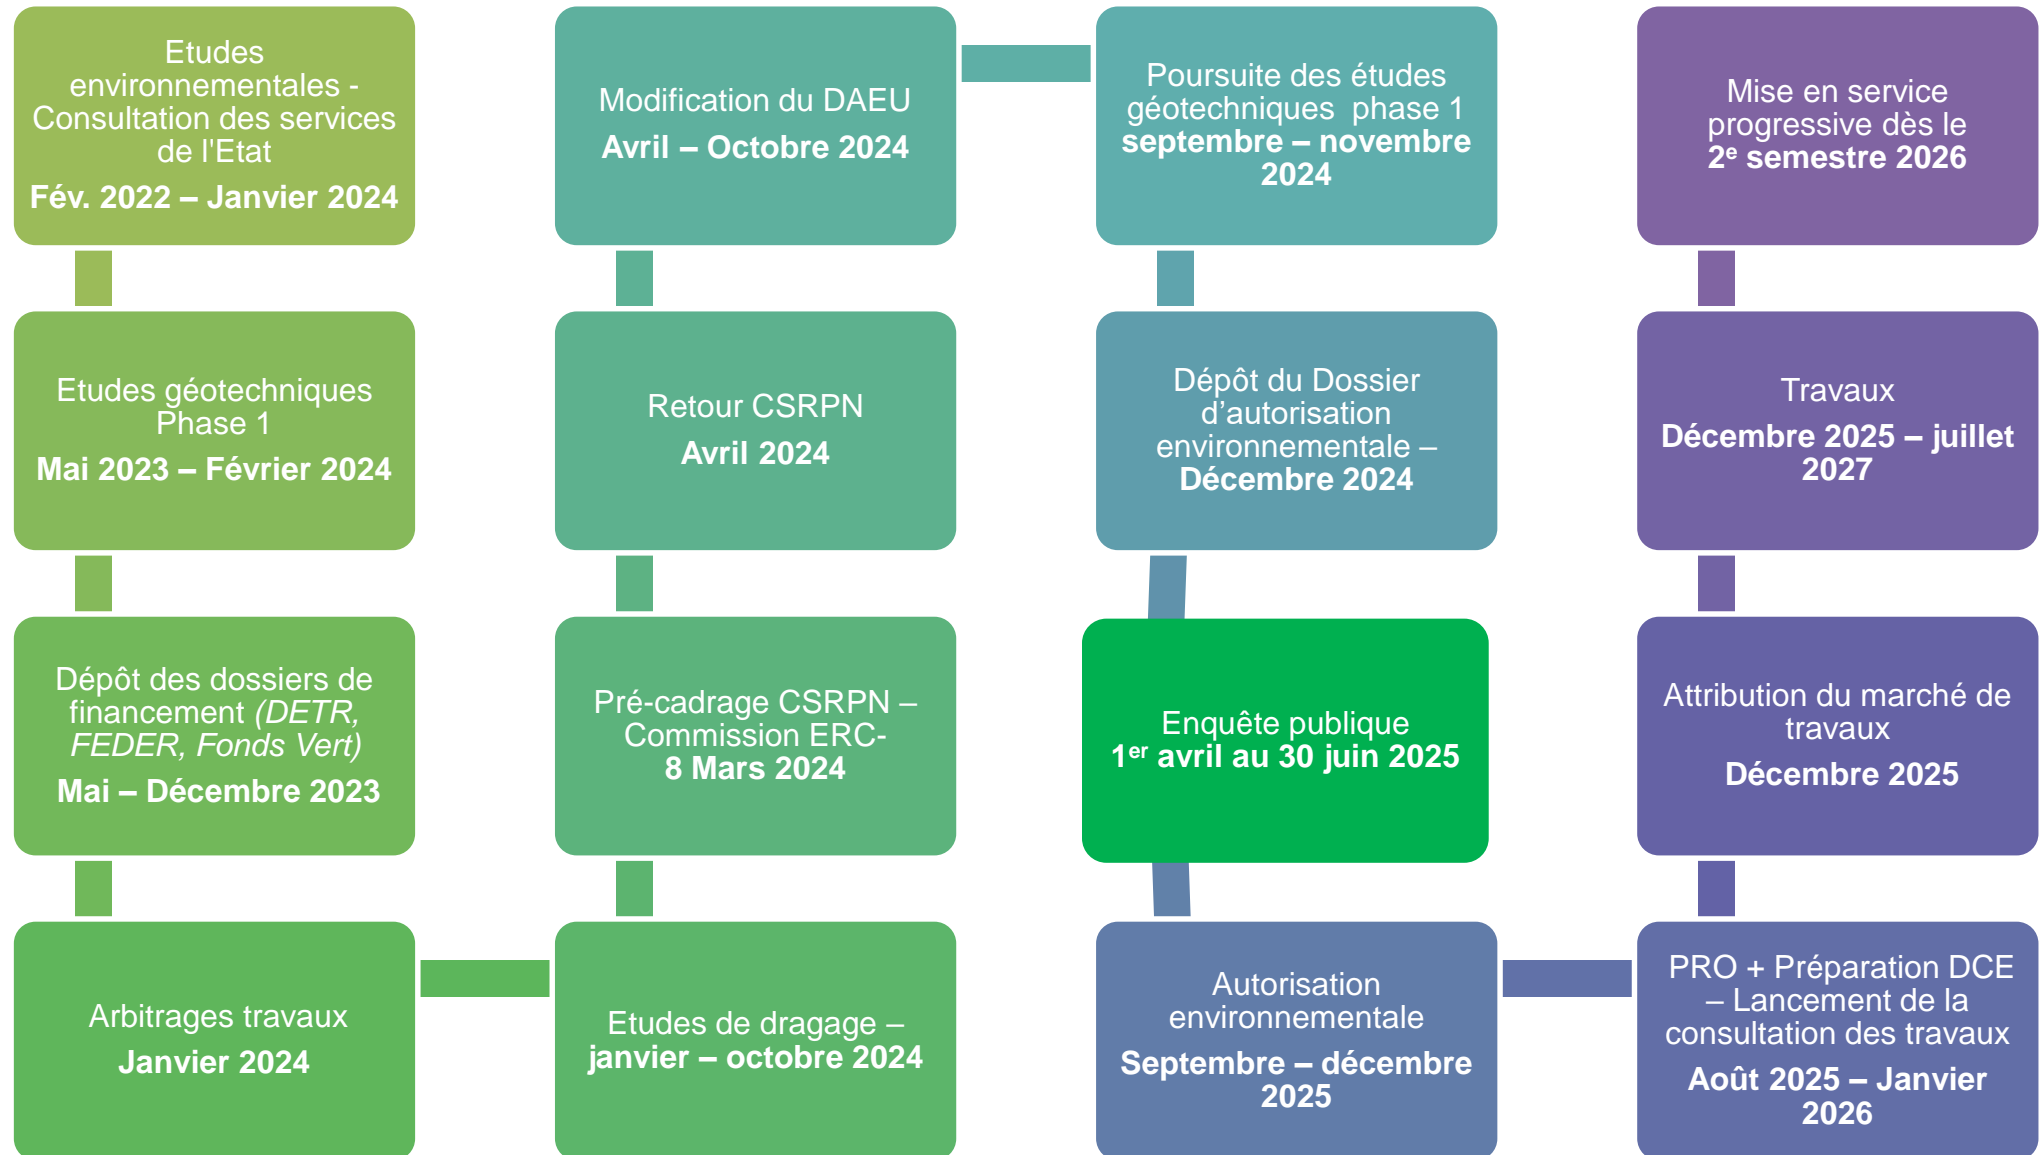 Etudes
environnementales -
Consultation des services
de l'Etat
Fév. 2022 – Janvier 2024
Etudes géotechniques
Phase 1
Mai 2023 – Février 2024
Dépôt des dossiers de
financement (DETR,
FEDER, Fonds Vert)
Mai – Décembre 2023
Arbitrages travaux
Janvier 2024
Etudes de dragage –
janvier – octobre 2024
Pré-cadrage CSRPN –
Commission ERC-
8 Mars 2024
Retour CSRPN
Avril 2024
Modification du DAEU
Avril – Octobre 2024
Poursuite des études
géotechniques phase 1
septembre – novembre
2024
Dépôt du Dossier
d’autorisation
environnementale –
Décembre 2024
Enquête publique
1er avril au 30 juin 2025
Autorisation
environnementale
Septembre – décembre
2025
PRO + Préparation DCE
– Lancement de la
consultation des travaux
Août 2025 – Janvier
2026
Attribution du marché de
travaux
Décembre 2025
Travaux
Décembre 2025 – juillet
2027
Mise en service
progressive dès le
2e semestre 2026